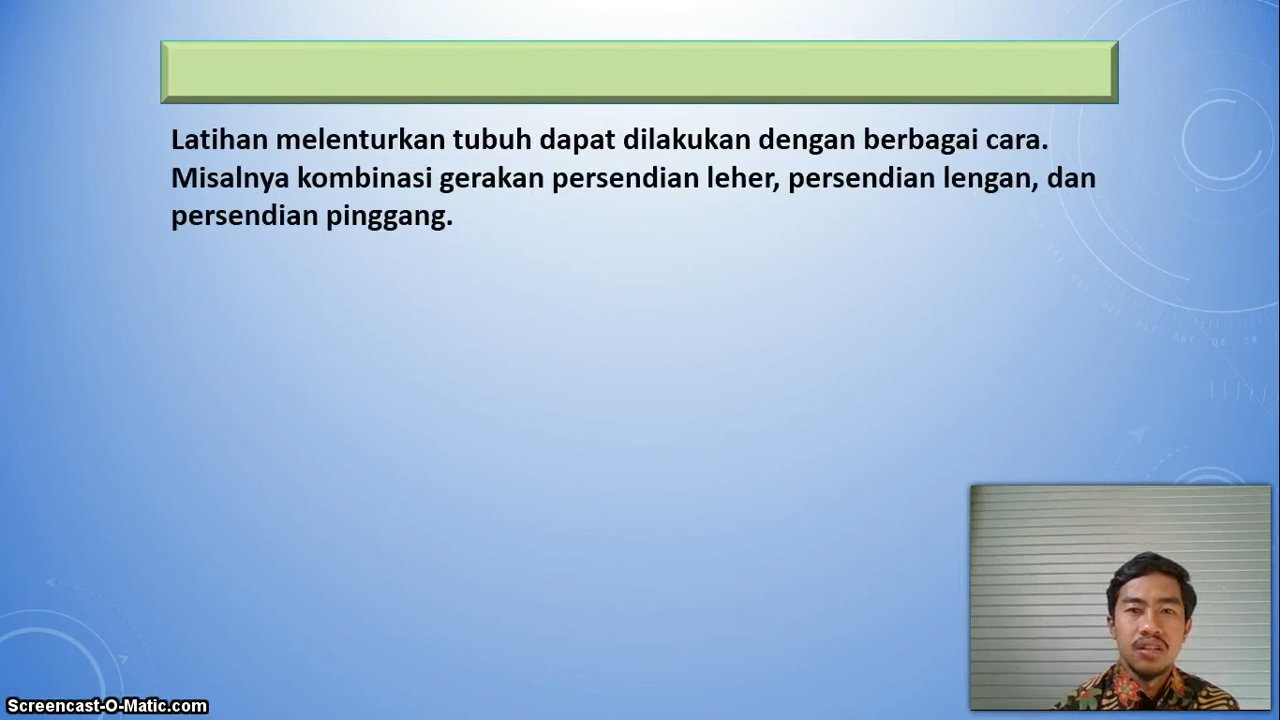 Latihan melenturkan tubuh dapat dilakukan dengan berbagai cara.
Misalnya kombinasi gerakan persendian leher, persendian lengan, dan
persendian pinggang.
Screencast-O-Matic.com